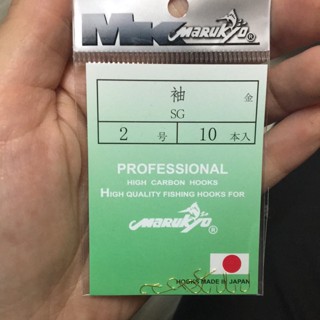 MARUKYO®
袖 金
SG
2 号 10 本入
PROFESSIONAL
HIGH CARBON HOOKS
HIGH QUALITY FISHING HOOKS FOR
MARUKYO®
HOOKS MADE IN JAPAN